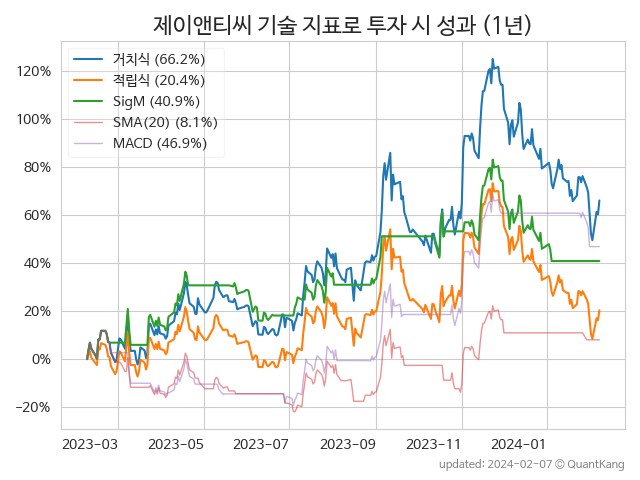 제이앤티씨 기술 지표로 투자 시 성과 (1년)
거치식 (66.2%)
적립식 (20.4%)
SigM (40.9%)
SMA(20) (8.1%)
MACD (46.9%)
120%
100%
80%
60%
40%
20%
0%
−20%
2023-03 2023-05 2023-07 2023-09 2023-11 2024-01
updated: 2024-02-07 © QuantKang